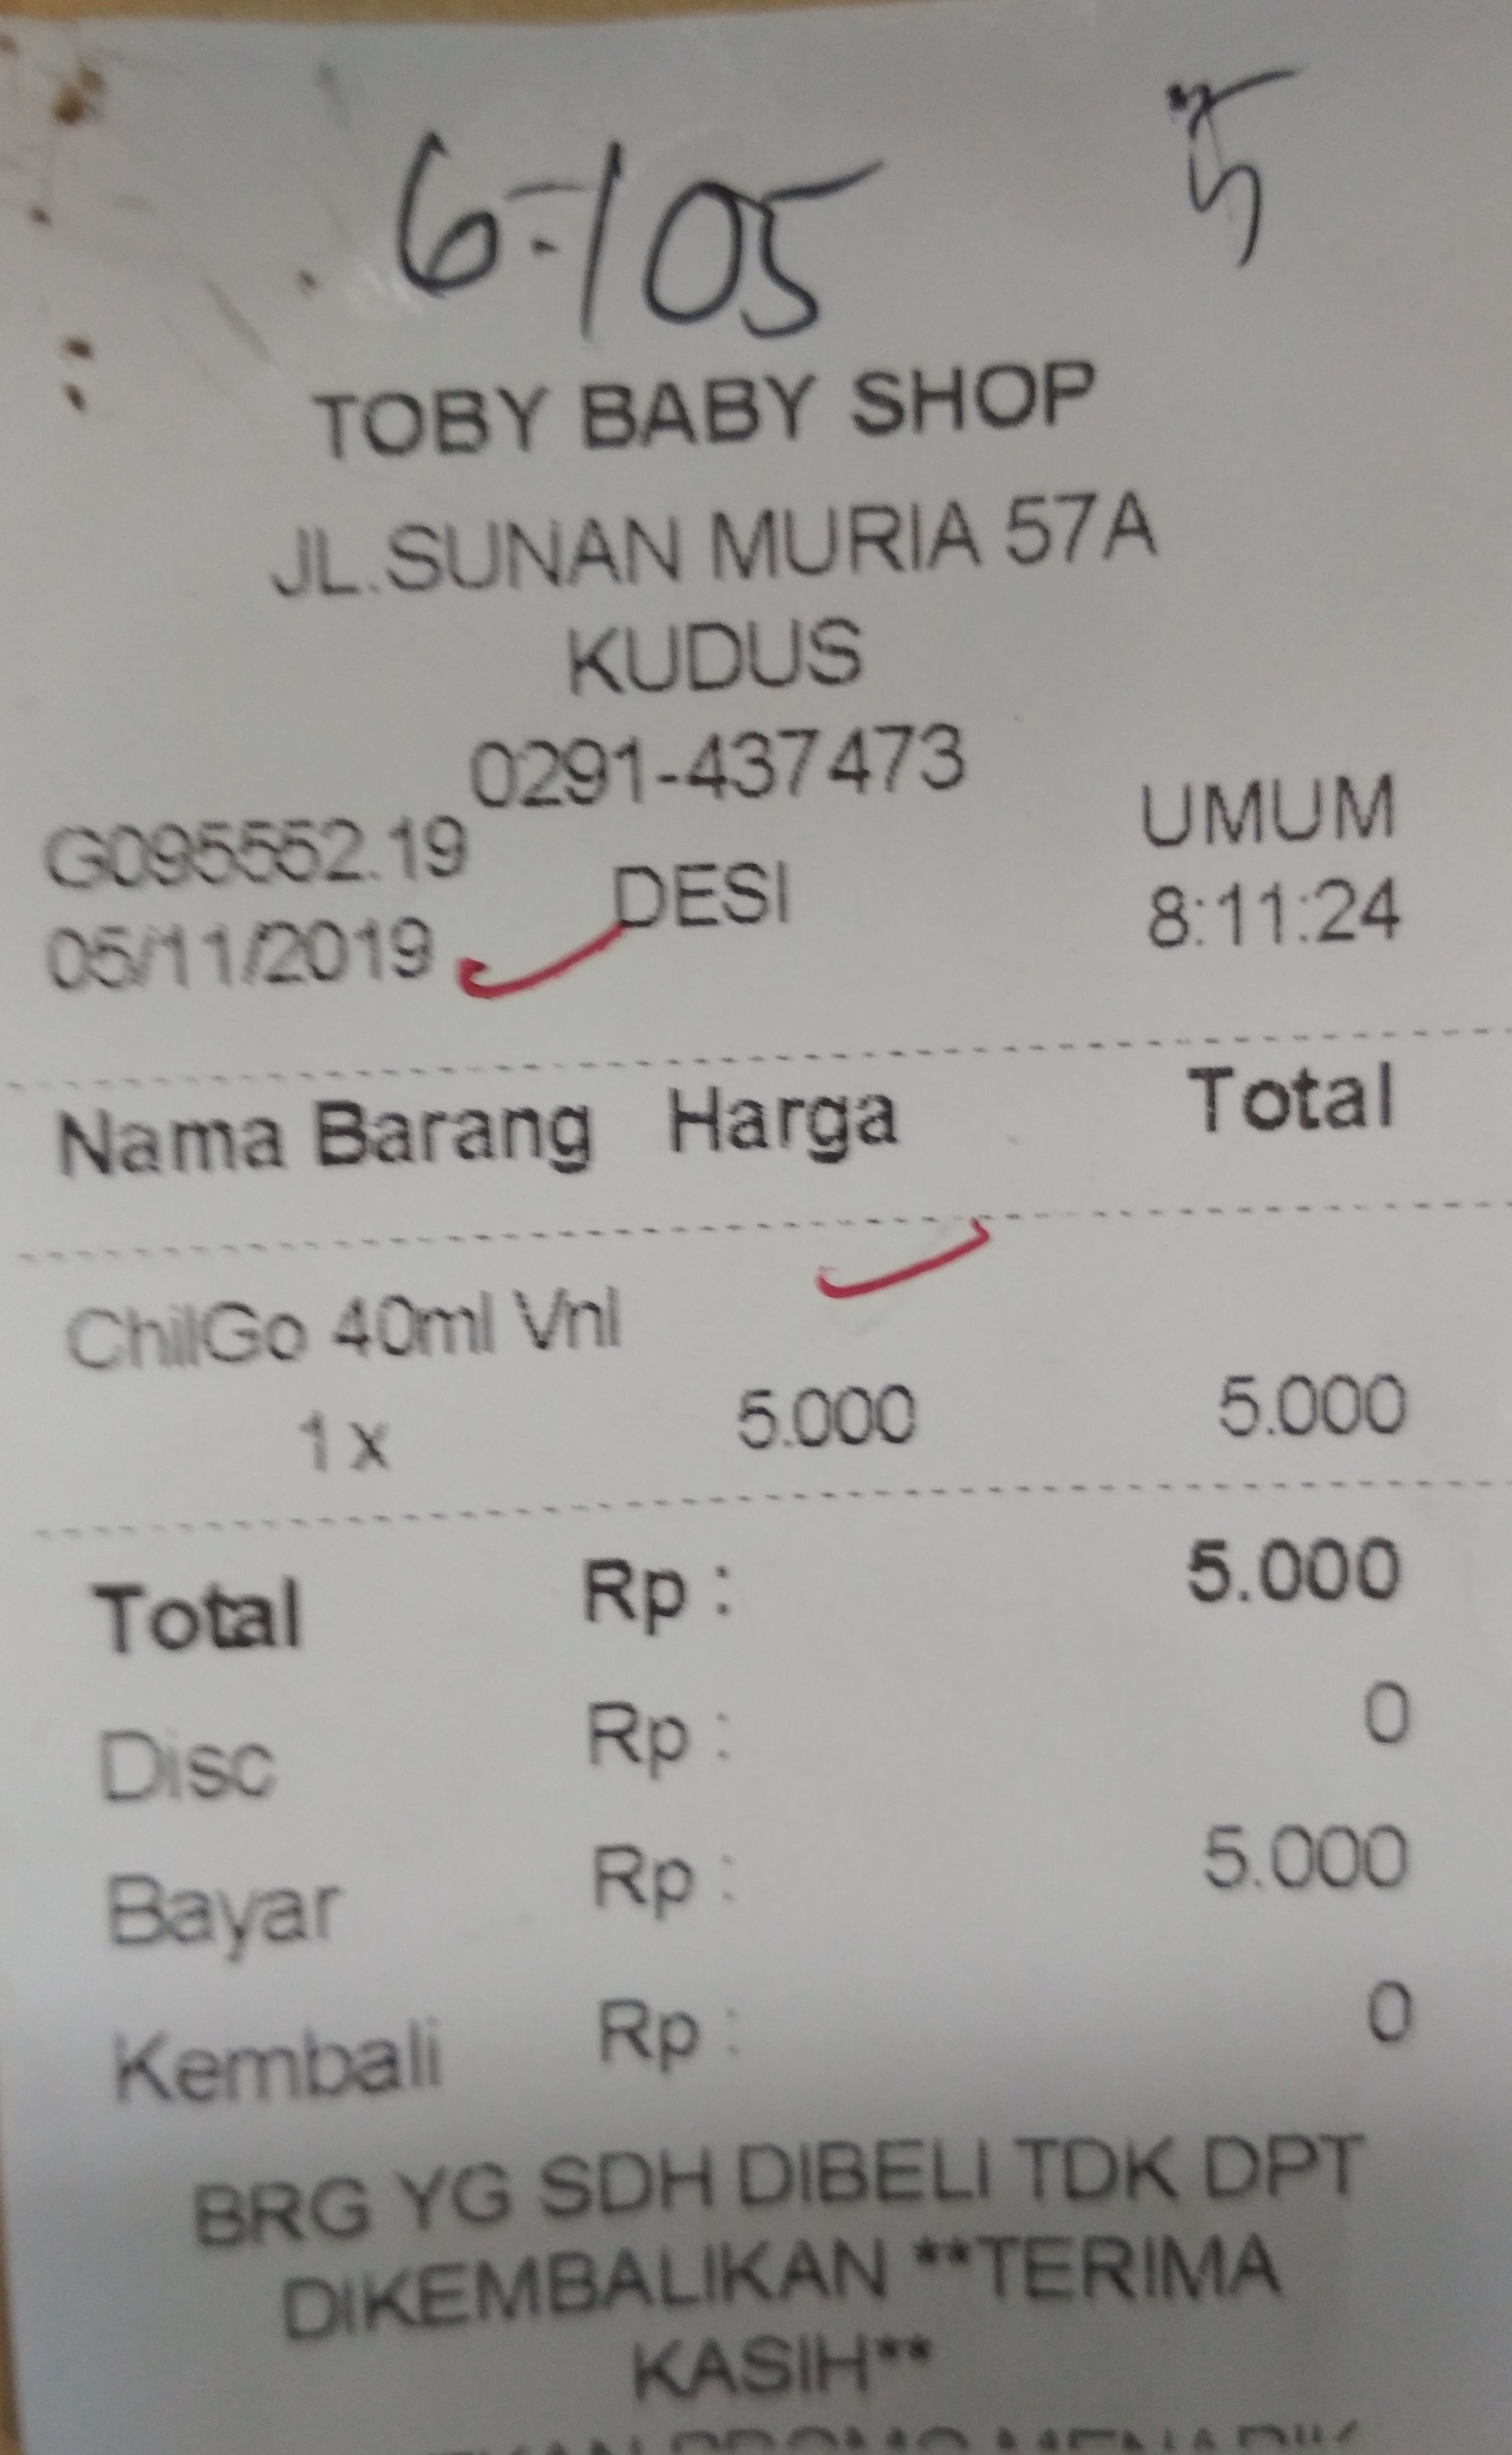 6-105 5
TOBY BABY SHOP
JL.SUNAN MURIA 57A
KUDUS
0291-437473
G095552.19 UMUM
05/11/2019 DESI 8:11:24
Nama Barang Harga Total
ChilGo 40ml Vnl
1 x 5.000 5.000
Total Rp : 5.000
Disc Rp : 0
Bayar Rp : 5.000
Kembali Rp : 0
BRG YG SDH DIBELI TDK DPT
DIKEMBALIKAN **TERIMA
KASIH**
PROMO